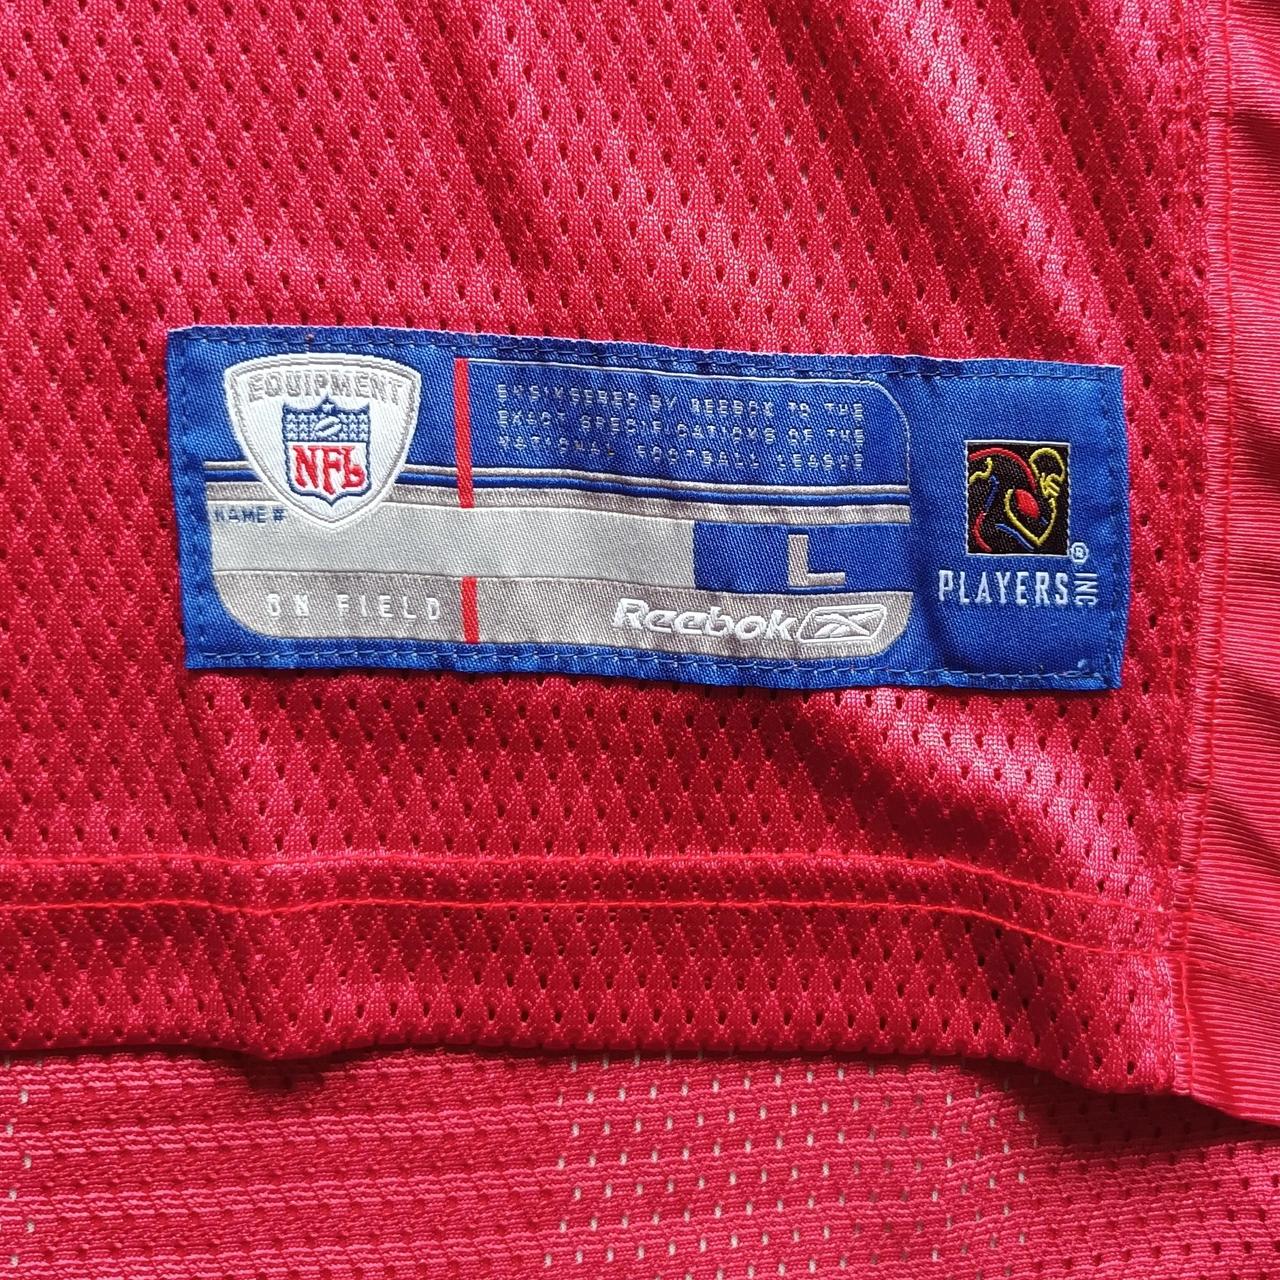 EQUIPMENT
NFL
ENGINEERED BY REEBOK TO THE
EXACT SPECIFICATIONS OF THE
NATIONAL FOOTBALL LEAGUE
NAME #
L
ON FIELD
Reebok
®
PLAYERS INC